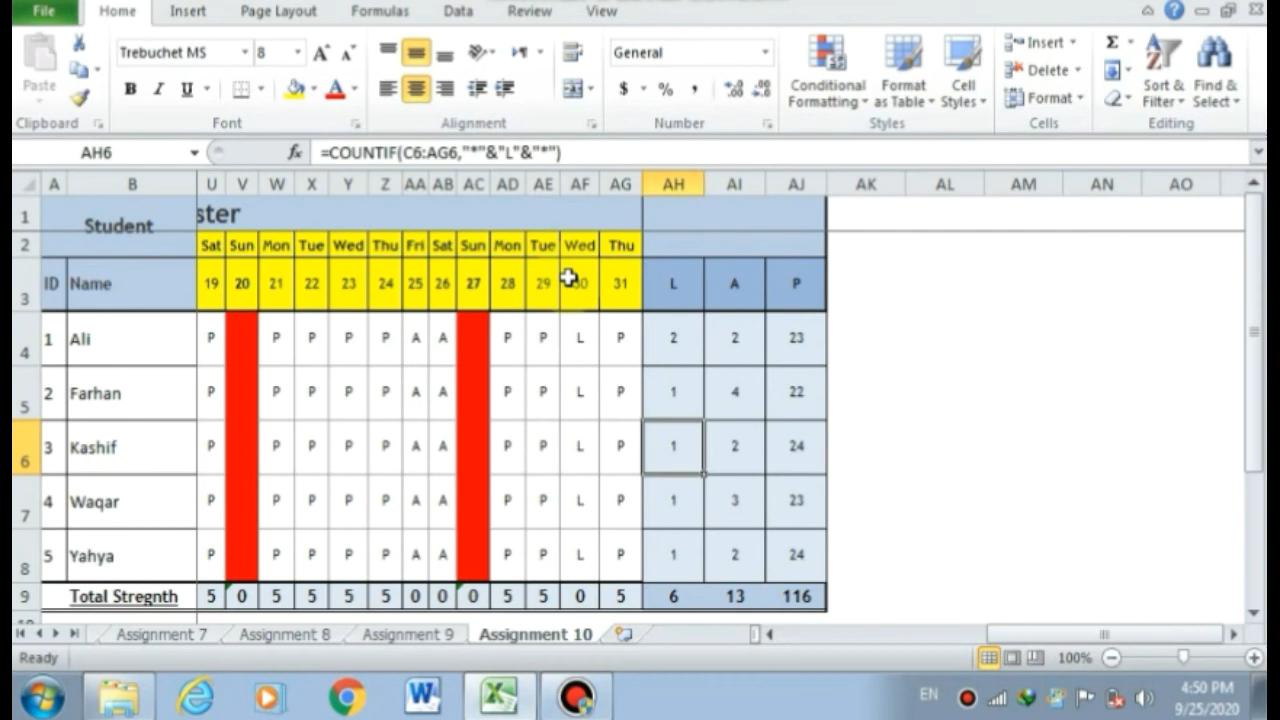 File Home Insert Page Layout Formulas Data Review View
Paste
Trebuchet MS 8
B I U A
General
$ % ,
Conditional Formatting
Format as Table
Cell Styles
Insert
Delete
Format
Sort & Filter
Find & Select
Clipboard Font Alignment Number Styles Cells Editing
AH6 fx =COUNTIF(C6:AG6,"*"&"L"&"*")
A B U V W X Y Z AA AB AC AD AE AF AG AH AI AJ AK AL AM AN AO
1 Student ster
2 Sat Sun Mon Tue Wed Thu Fri Sat Sun Mon Tue Wed Thu
3 ID Name 19 20 21 22 23 24 25 26 27 28 29 30 31 L A P
4 1 Ali P P P P P A A P P L P 2 2 23
5 2 Farhan P P P P P A A P P L P 1 4 22
6 3 Kashif P P P P P A A P P L P 1 2 24
7 4 Waqar P P P P P A A P P L P 1 3 23
8 5 Yahya P P P P P A A P P L P 1 2 24
9 Total Stregnth 5 0 5 5 5 5 0 0 0 5 5 0 5 6 13 116
Assignment 7 Assignment 8 Assignment 9 Assignment 10
Ready 100%
EN 4:50 PM
9/25/2020